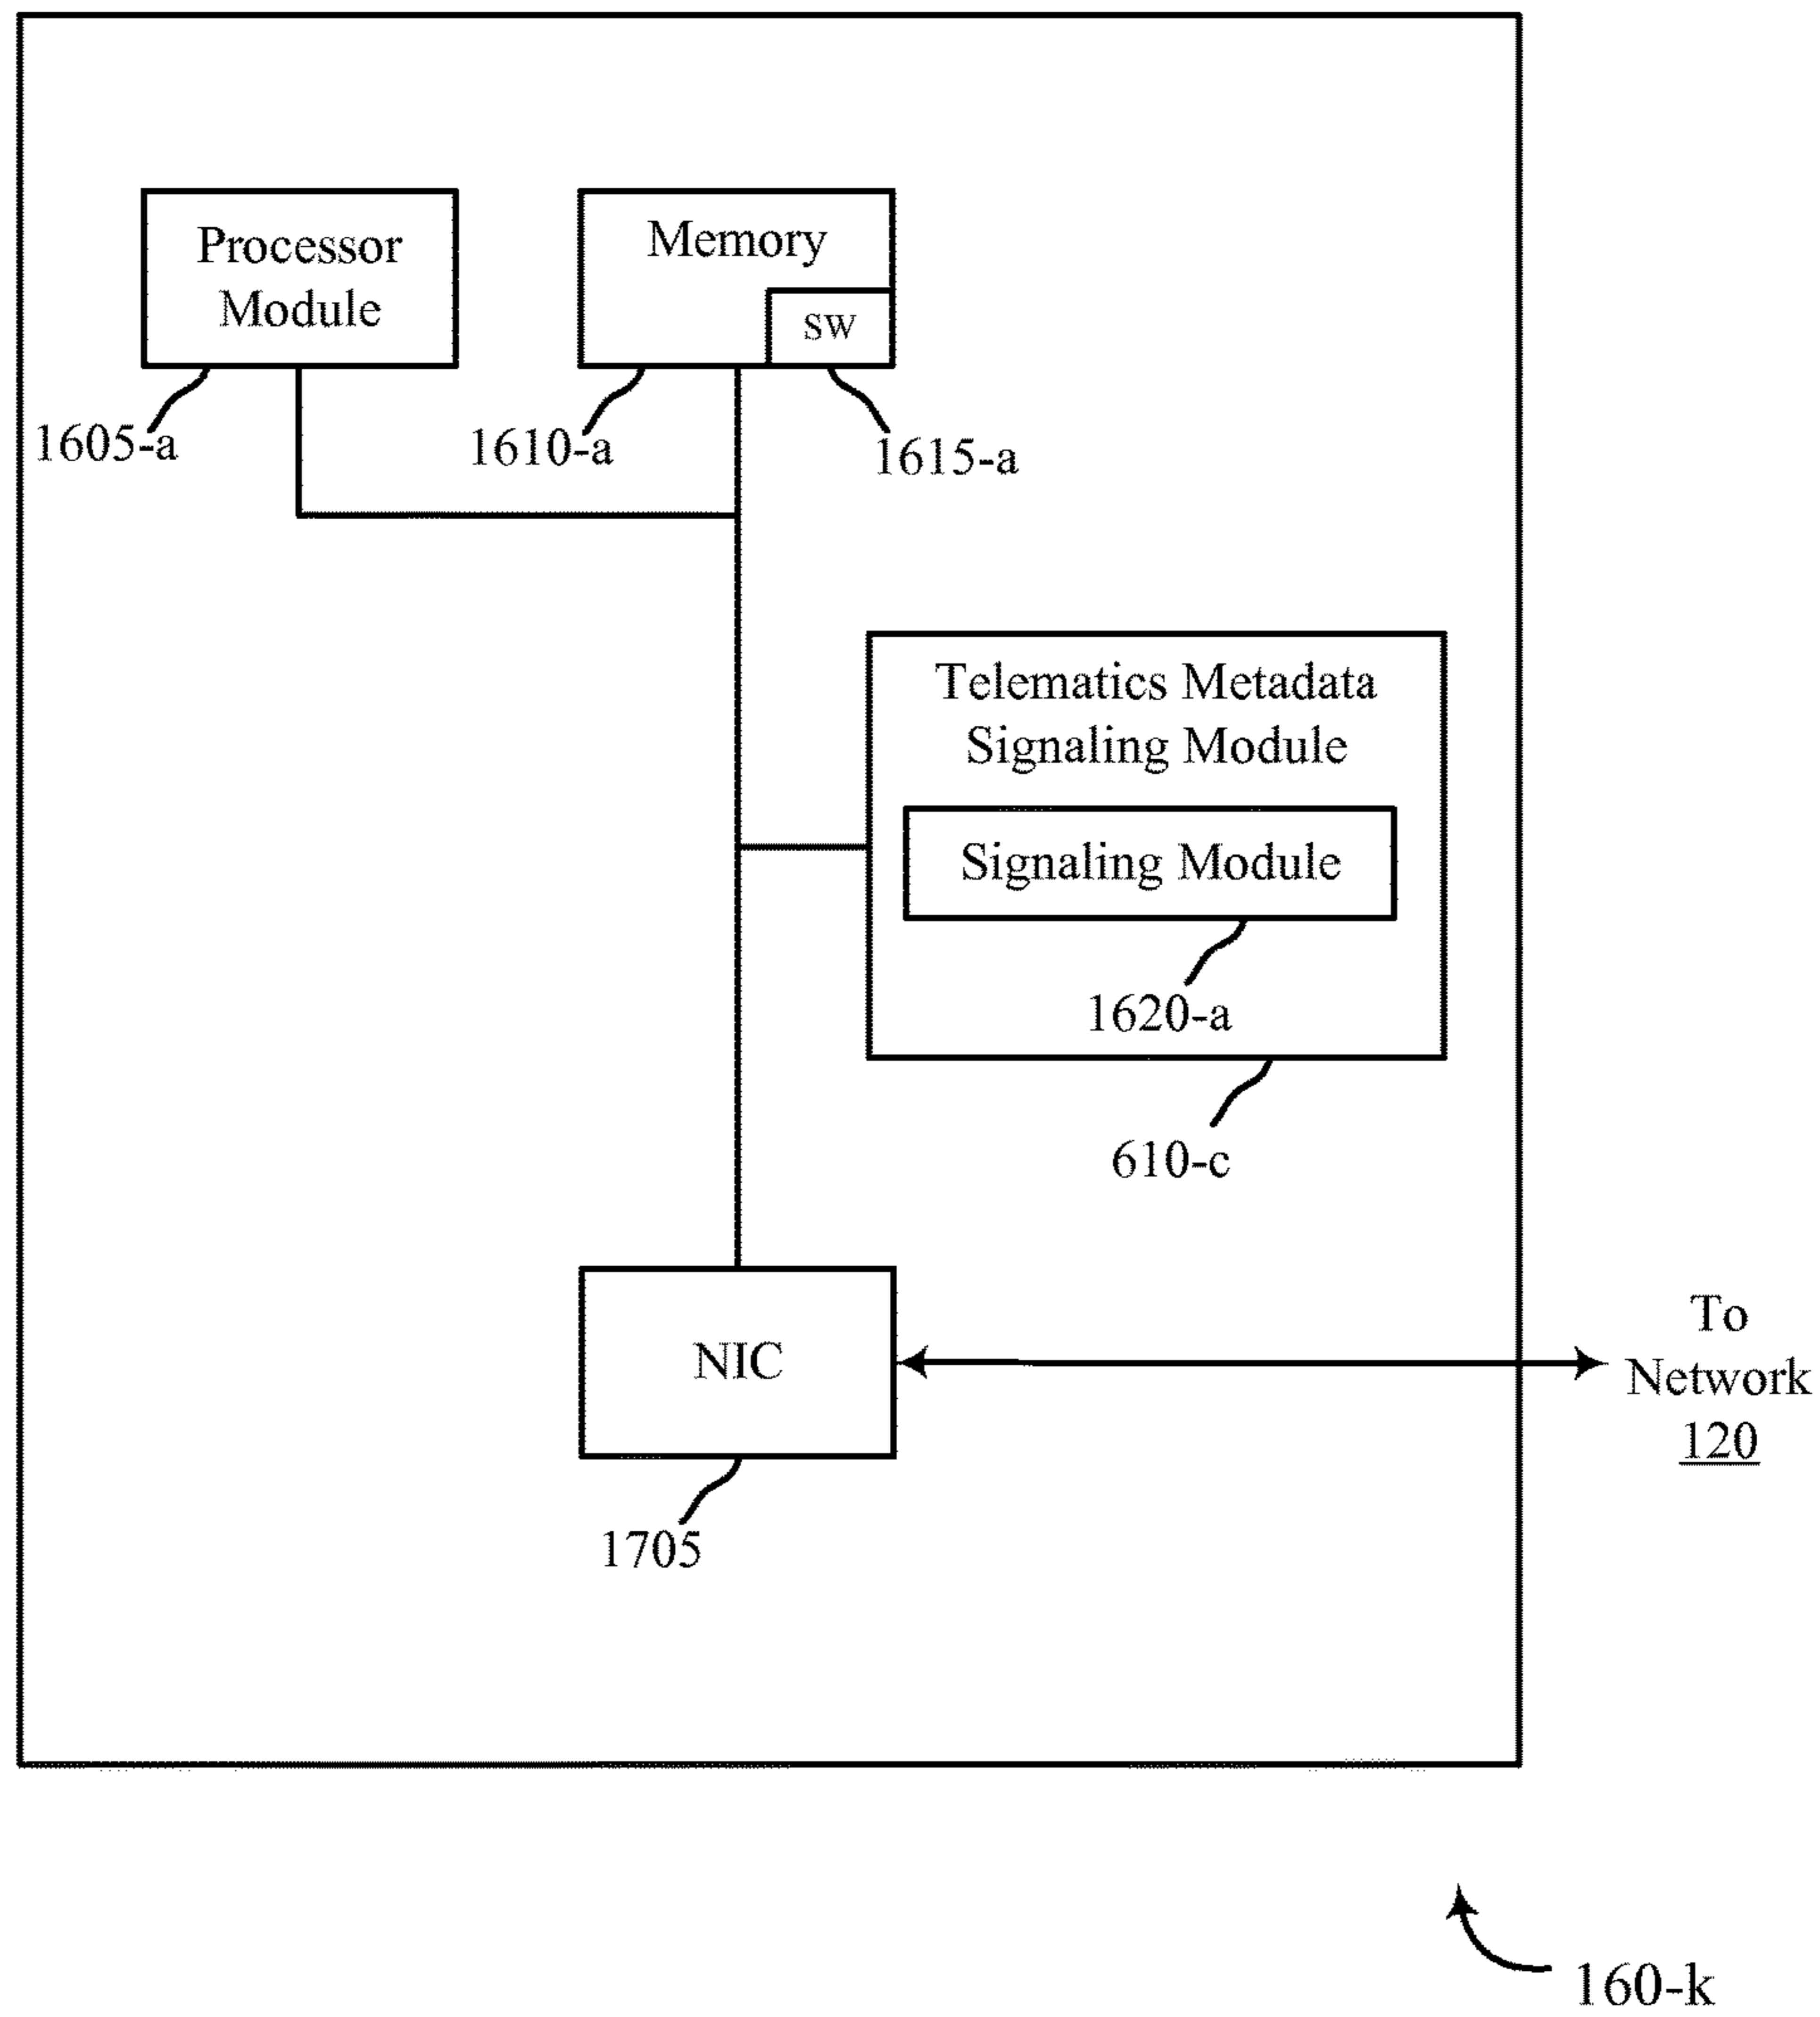 Processor
Module
Memory
SW
1605-a
1610-a
1615-a
Telematics Metadata
Signaling Module
Signaling Module
1620-a
610-c
NIC
To
Network
120
1705
160-k